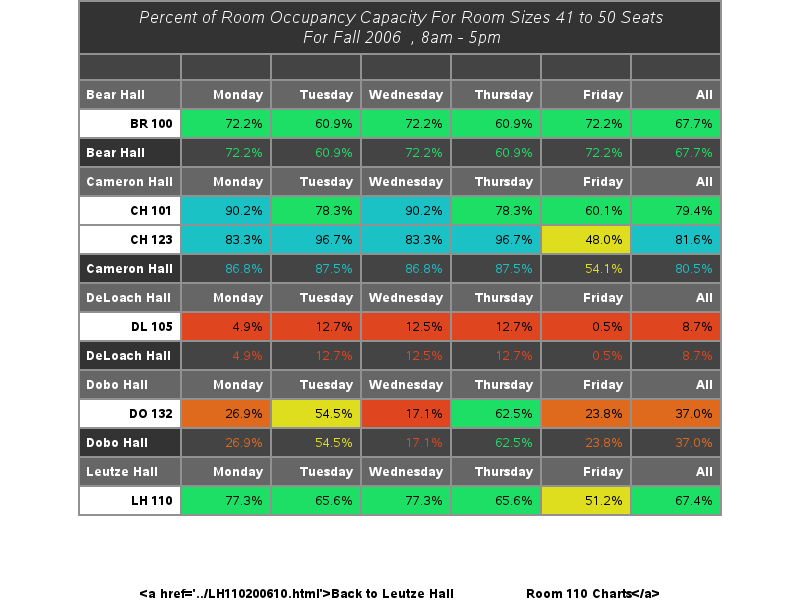 Percent of Room Occupancy Capacity For Room Sizes 41 to 50 Seats
For Fall 2006 , 8am - 5pm
Bear Hall Monday Tuesday Wednesday Thursday Friday All
BR 100 72.2% 60.9% 72.2% 60.9% 72.2% 67.7%
Bear Hall 72.2% 60.9% 72.2% 60.9% 72.2% 67.7%
Cameron Hall Monday Tuesday Wednesday Thursday Friday All
CH 101 90.2% 78.3% 90.2% 78.3% 60.1% 79.4%
CH 123 83.3% 96.7% 83.3% 96.7% 48.0% 81.6%
Cameron Hall 86.8% 87.5% 86.8% 87.5% 54.1% 80.5%
DeLoach Hall Monday Tuesday Wednesday Thursday Friday All
DL 105 4.9% 12.7% 12.5% 12.7% 0.5% 8.7%
DeLoach Hall 4.9% 12.7% 12.5% 12.7% 0.5% 8.7%
Dobo Hall Monday Tuesday Wednesday Thursday Friday All
DO 132 26.9% 54.5% 17.1% 62.5% 23.8% 37.0%
Dobo Hall 26.9% 54.5% 17.1% 62.5% 23.8% 37.0%
Leutze Hall Monday Tuesday Wednesday Thursday Friday All
LH 110 77.3% 65.6% 77.3% 65.6% 51.2% 67.4%
<a href='../LH110200610.html'>Back to Leutze Hall Room 110 Charts</a>